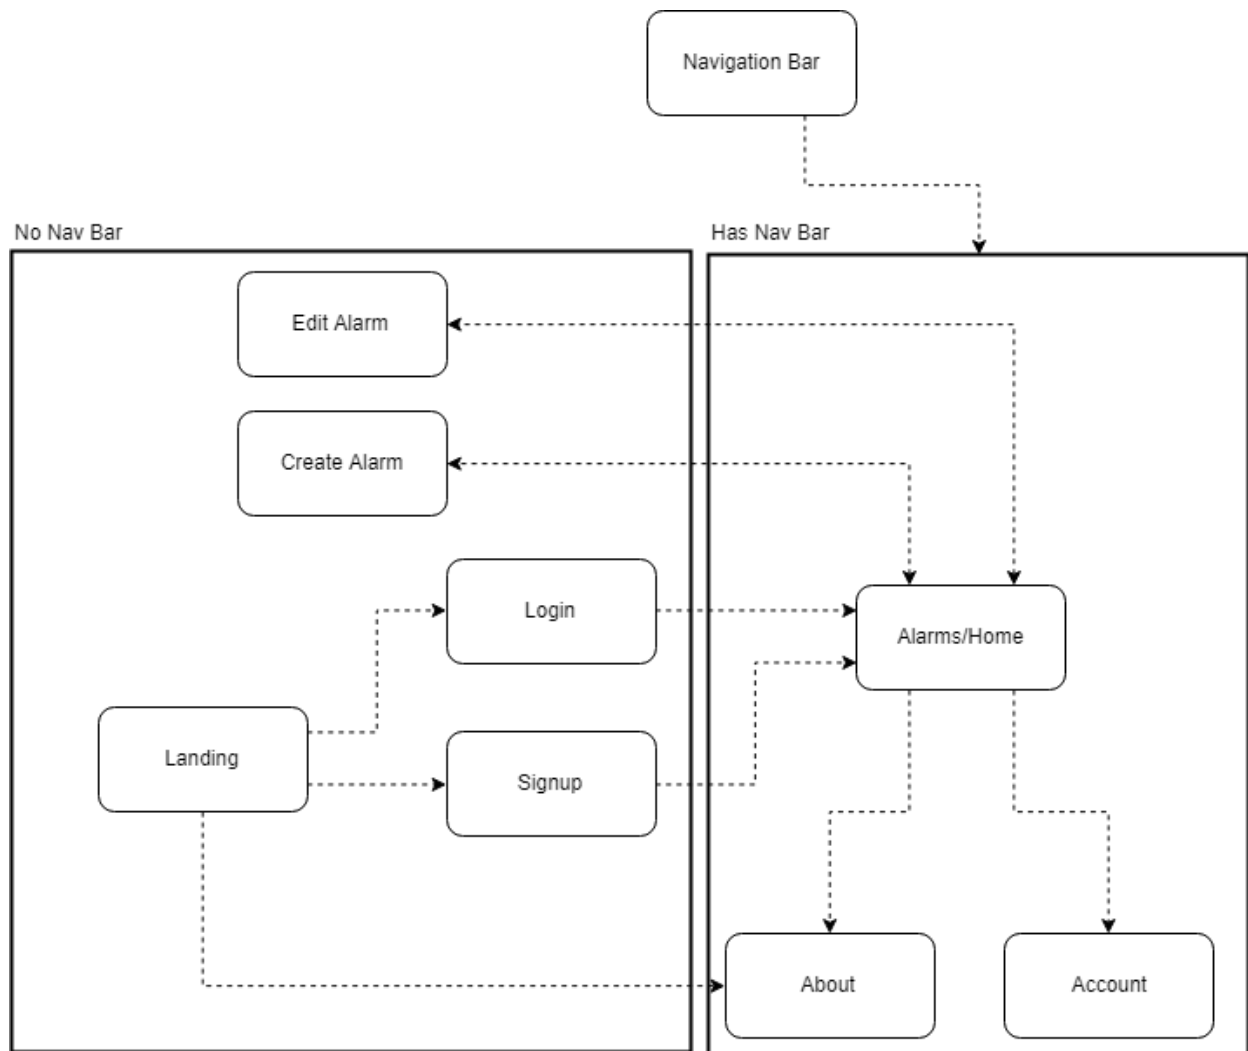 Navigation Bar
No Nav Bar
Has Nav Bar
Edit Alarm
Create Alarm
Login
Alarms/Home
Landing
Signup
About
Account